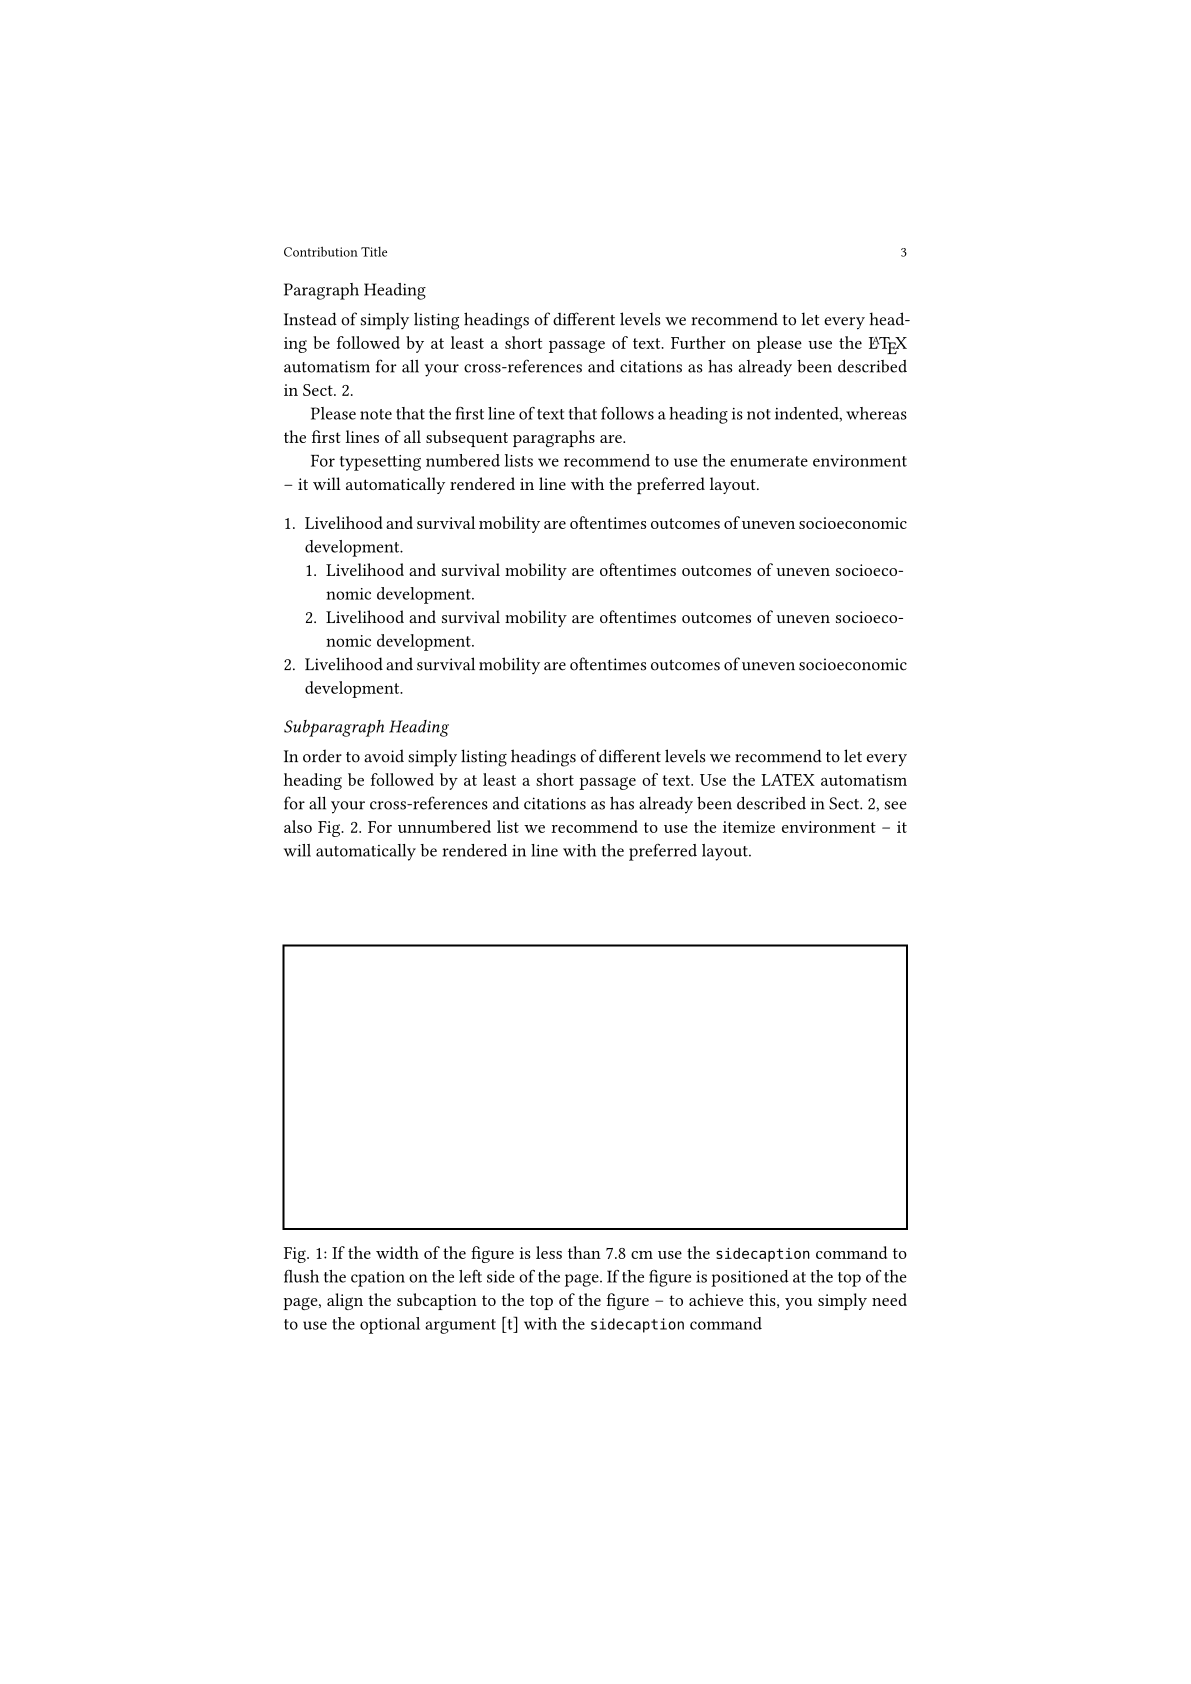 Contribution Title 3
Paragraph Heading
Instead of simply listing headings of different levels we recommend to let every head-
ing be followed by at least a short passage of text. Further on please use the LATEX
automatism for all your cross-references and citations as has already been described
in Sect. 2.
Please note that the first line of text that follows a heading is not indented, whereas
the first lines of all subsequent paragraphs are.
For typesetting numbered lists we recommend to use the enumerate environment
– it will automatically rendered in line with the preferred layout.
1. Livelihood and survival mobility are oftentimes outcomes of uneven socioeconomic
development.
1. Livelihood and survival mobility are oftentimes outcomes of uneven socioeco-
nomic development.
2. Livelihood and survival mobility are oftentimes outcomes of uneven socioeco-
nomic development.
2. Livelihood and survival mobility are oftentimes outcomes of uneven socioeconomic
development.
Subparagraph Heading
In order to avoid simply listing headings of different levels we recommend to let every
heading be followed by at least a short passage of text. Use the LATEX automatism
for all your cross-references and citations as has already been described in Sect. 2, see
also Fig. 2. For unnumbered list we recommend to use the itemize environment – it
will automatically be rendered in line with the preferred layout.
Fig. 1: If the width of the figure is less than 7.8 cm use the sidecaption command to
flush the cpation on the left side of the page. If the figure is positioned at the top of the
page, align the subcaption to the top of the figure – to achieve this, you simply need
to use the optional argument [t] with the sidecaption command